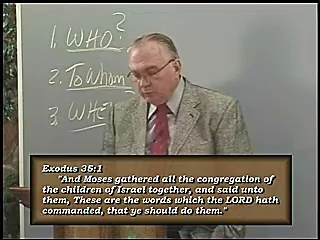 1. WHO?
2. To Whom
3. WHE
Exodus 35:1
"And Moses gathered all the congregation of
the children of Israel together, and said unto
them, These are the words which the LORD hath
commanded, that ye should do them."